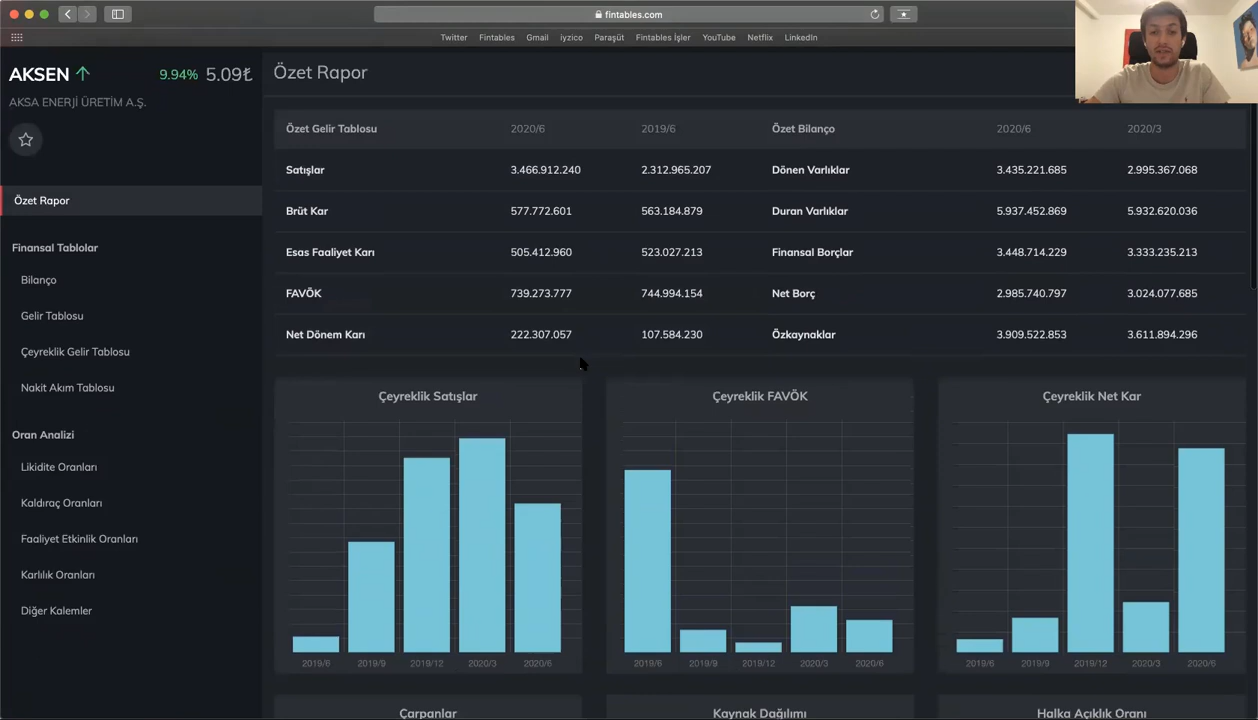 fintables.com
Twitter Fintables Gmail iyzico Paraşüt Fintables İşler YouTube Netflix LinkedIn
AKSEN 9.94% 5.09₺
AKSA ENERJİ ÜRETİM A.Ş.
Özet Rapor
Finansal Tablolar
Bilanço
Gelir Tablosu
Çeyreklik Gelir Tablosu
Nakit Akım Tablosu
Oran Analizi
Likidite Oranları
Kaldıraç Oranları
Faaliyet Etkinlik Oranları
Karlılık Oranları
Diğer Kalemler
Özet Rapor
Özet Gelir Tablosu 2020/6 2019/6 Özet Bilanço 2020/6 2020/3
Satışlar 3.466.912.240 2.312.965.207 Dönen Varlıklar 3.435.221.685 2.995.367.068
Brüt Kar 577.772.601 563.184.879 Duran Varlıklar 5.937.452.869 5.932.620.036
Esas Faaliyet Karı 505.412.960 523.027.213 Finansal Borçlar 3.448.714.229 3.333.235.213
FAVÖK 739.273.777 744.994.154 Net Borç 2.985.740.797 3.024.077.685
Net Dönem Karı 222.307.057 107.584.230 Özkaynaklar 3.909.522.853 3.611.894.296
Çeyreklik Satışlar
2019/6 2019/9 2019/12 2020/3 2020/6
Çeyreklik FAVÖK
2019/6 2019/9 2019/12 2020/3 2020/6
Çeyreklik Net Kar
2019/6 2019/9 2019/12 2020/3 2020/6
Çarpanlar
Kaynak Dağılımı
Halka Açıklık Oranı